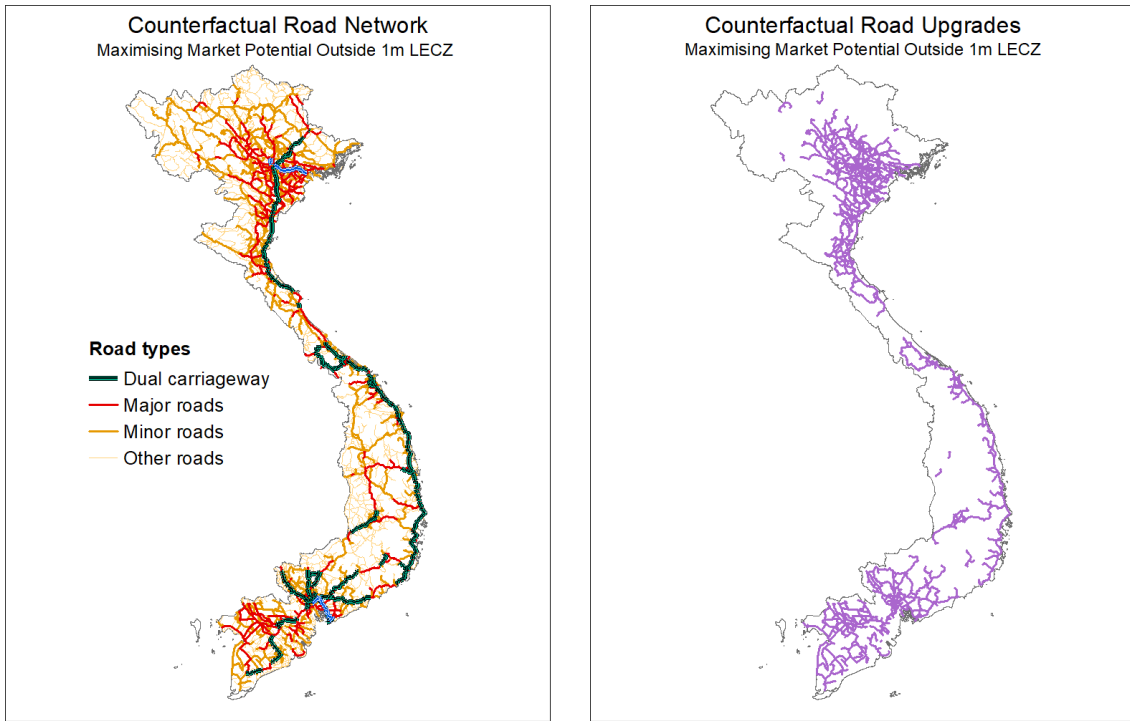 Counterfactual Road Network
Maximising Market Potential Outside 1m LECZ
Road types
Dual carriageway
Major roads
Minor roads
Other roads
Counterfactual Road Upgrades
Maximising Market Potential Outside 1m LECZ